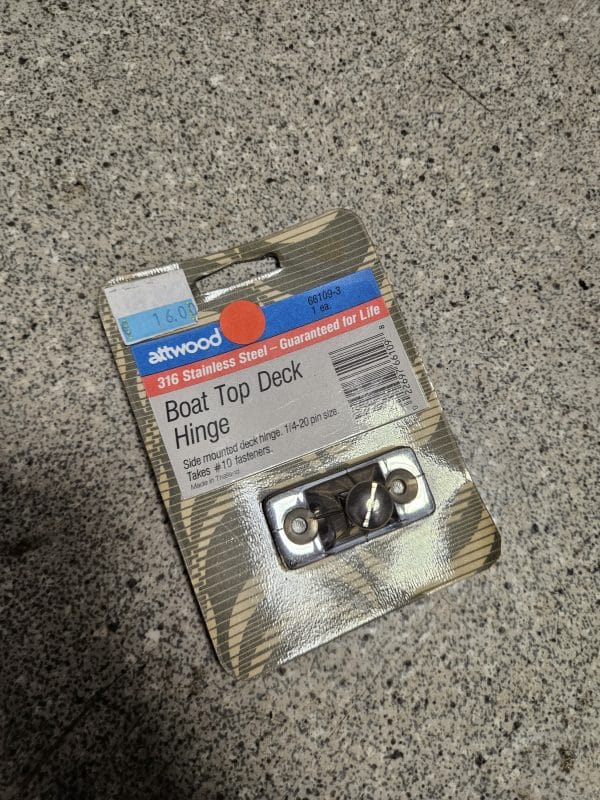 € 16.00
attwood
66109-3
1 ea.
316 Stainless Steel – Guaranteed for Life
Boat Top Deck
Hinge
Side mounted deck hinge. 1/4-20 pin size.
Takes #10 fasteners.
Made in Thailand